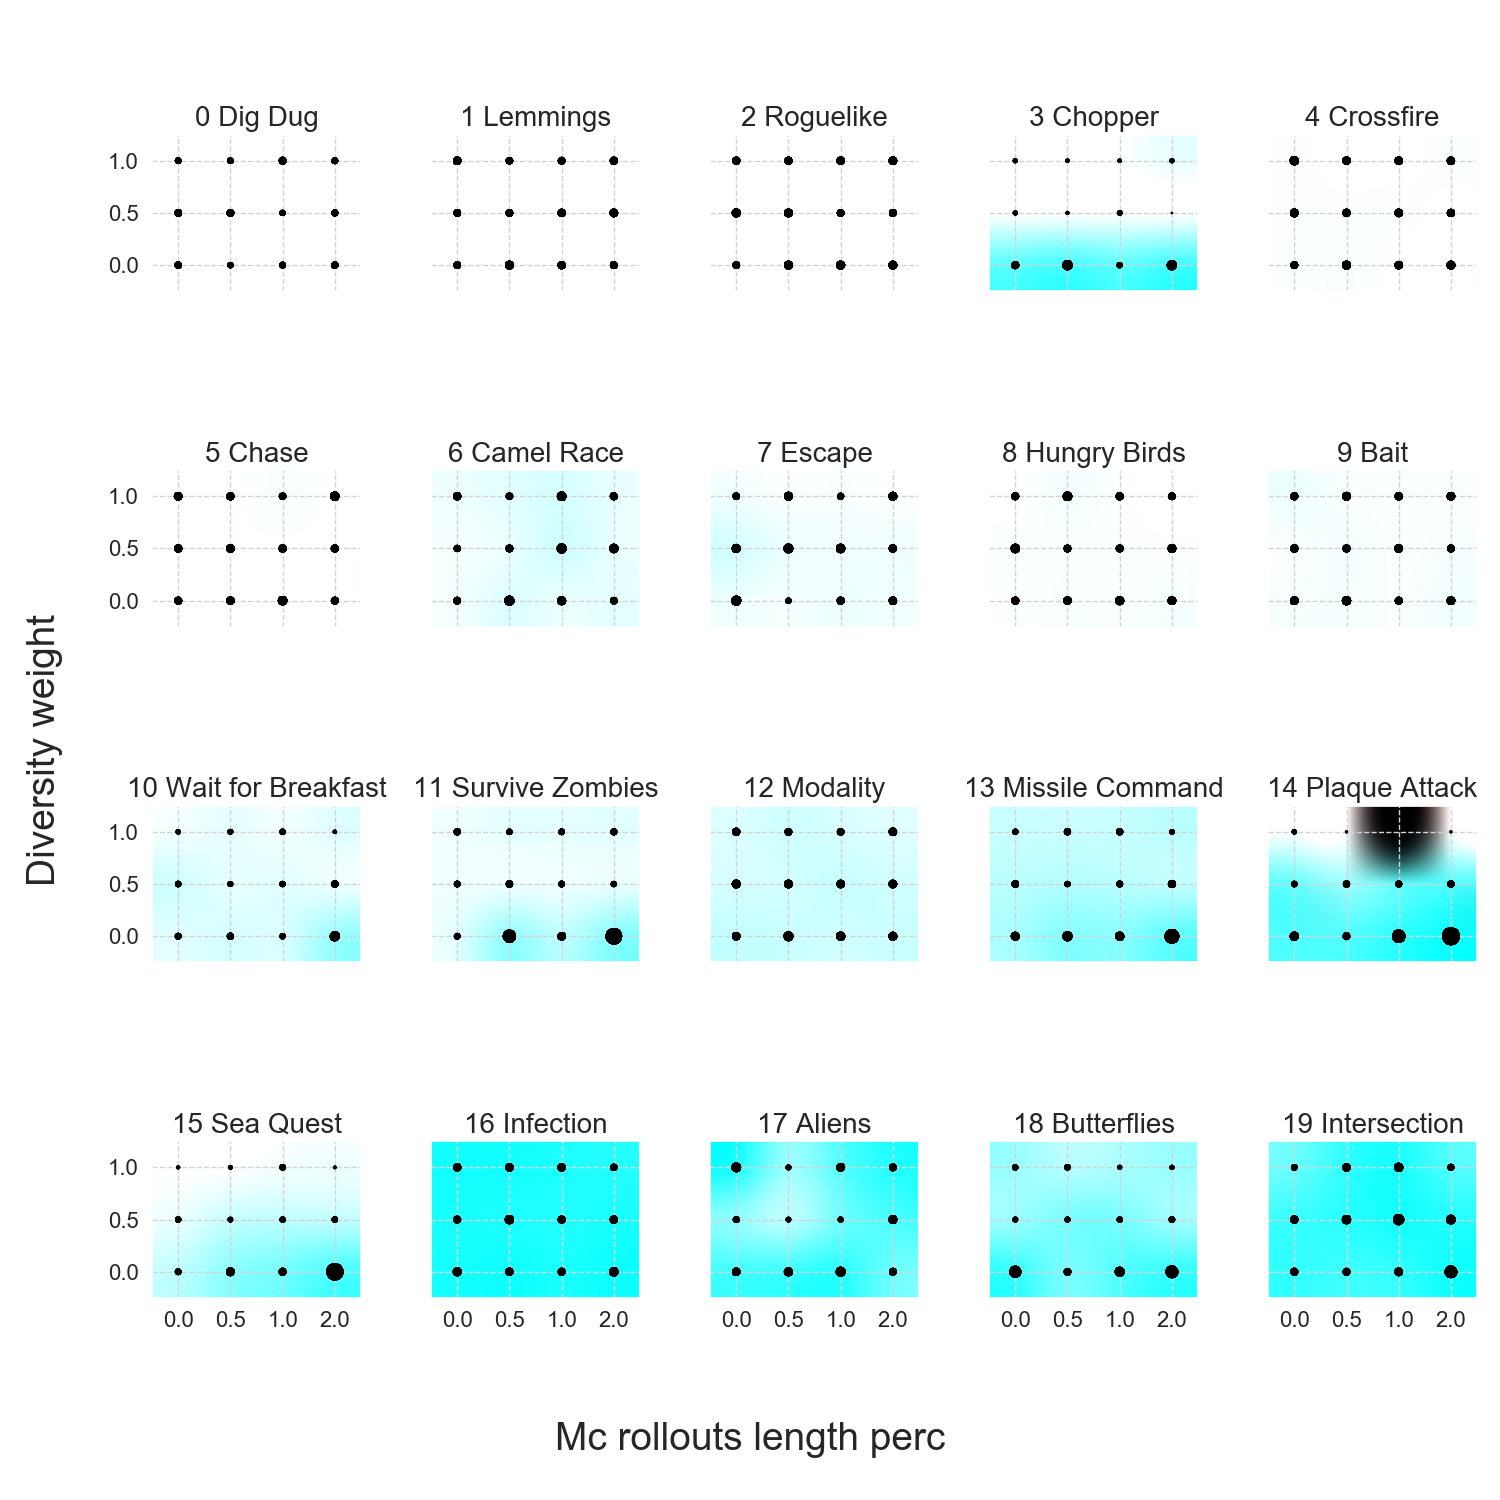 0 Dig Dug
1 Lemmings
2 Roguelike
3 Chopper
4 Crossfire
1.0
0.5
0.0
5 Chase
6 Camel Race
7 Escape
8 Hungry Birds
9 Bait
1.0
0.5
0.0
Diversity weight
10 Wait for Breakfast
11 Survive Zombies
12 Modality
13 Missile Command
14 Plaque Attack
1.0
0.5
0.0
15 Sea Quest
16 Infection
17 Aliens
18 Butterflies
19 Intersection
1.0
0.5
0.0
0.0 0.5 1.0 2.0
0.0 0.5 1.0 2.0
0.0 0.5 1.0 2.0
0.0 0.5 1.0 2.0
0.0 0.5 1.0 2.0
Mc rollouts length perc